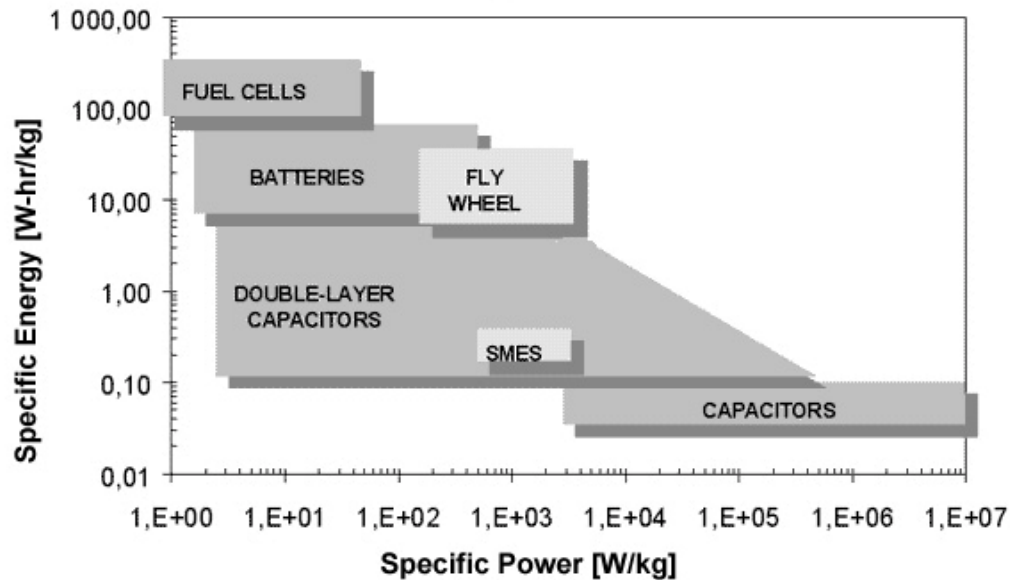 1 000,00
100,00
10,00
1,00
0,10
0,01
Specific Energy [W-hr/kg]
FUEL CELLS
BATTERIES
FLY
WHEEL
DOUBLE-LAYER
CAPACITORS
SMES
CAPACITORS
1,E+00 1,E+01 1,E+02 1,E+03 1,E+04 1,E+05 1,E+06 1,E+07
Specific Power [W/kg]